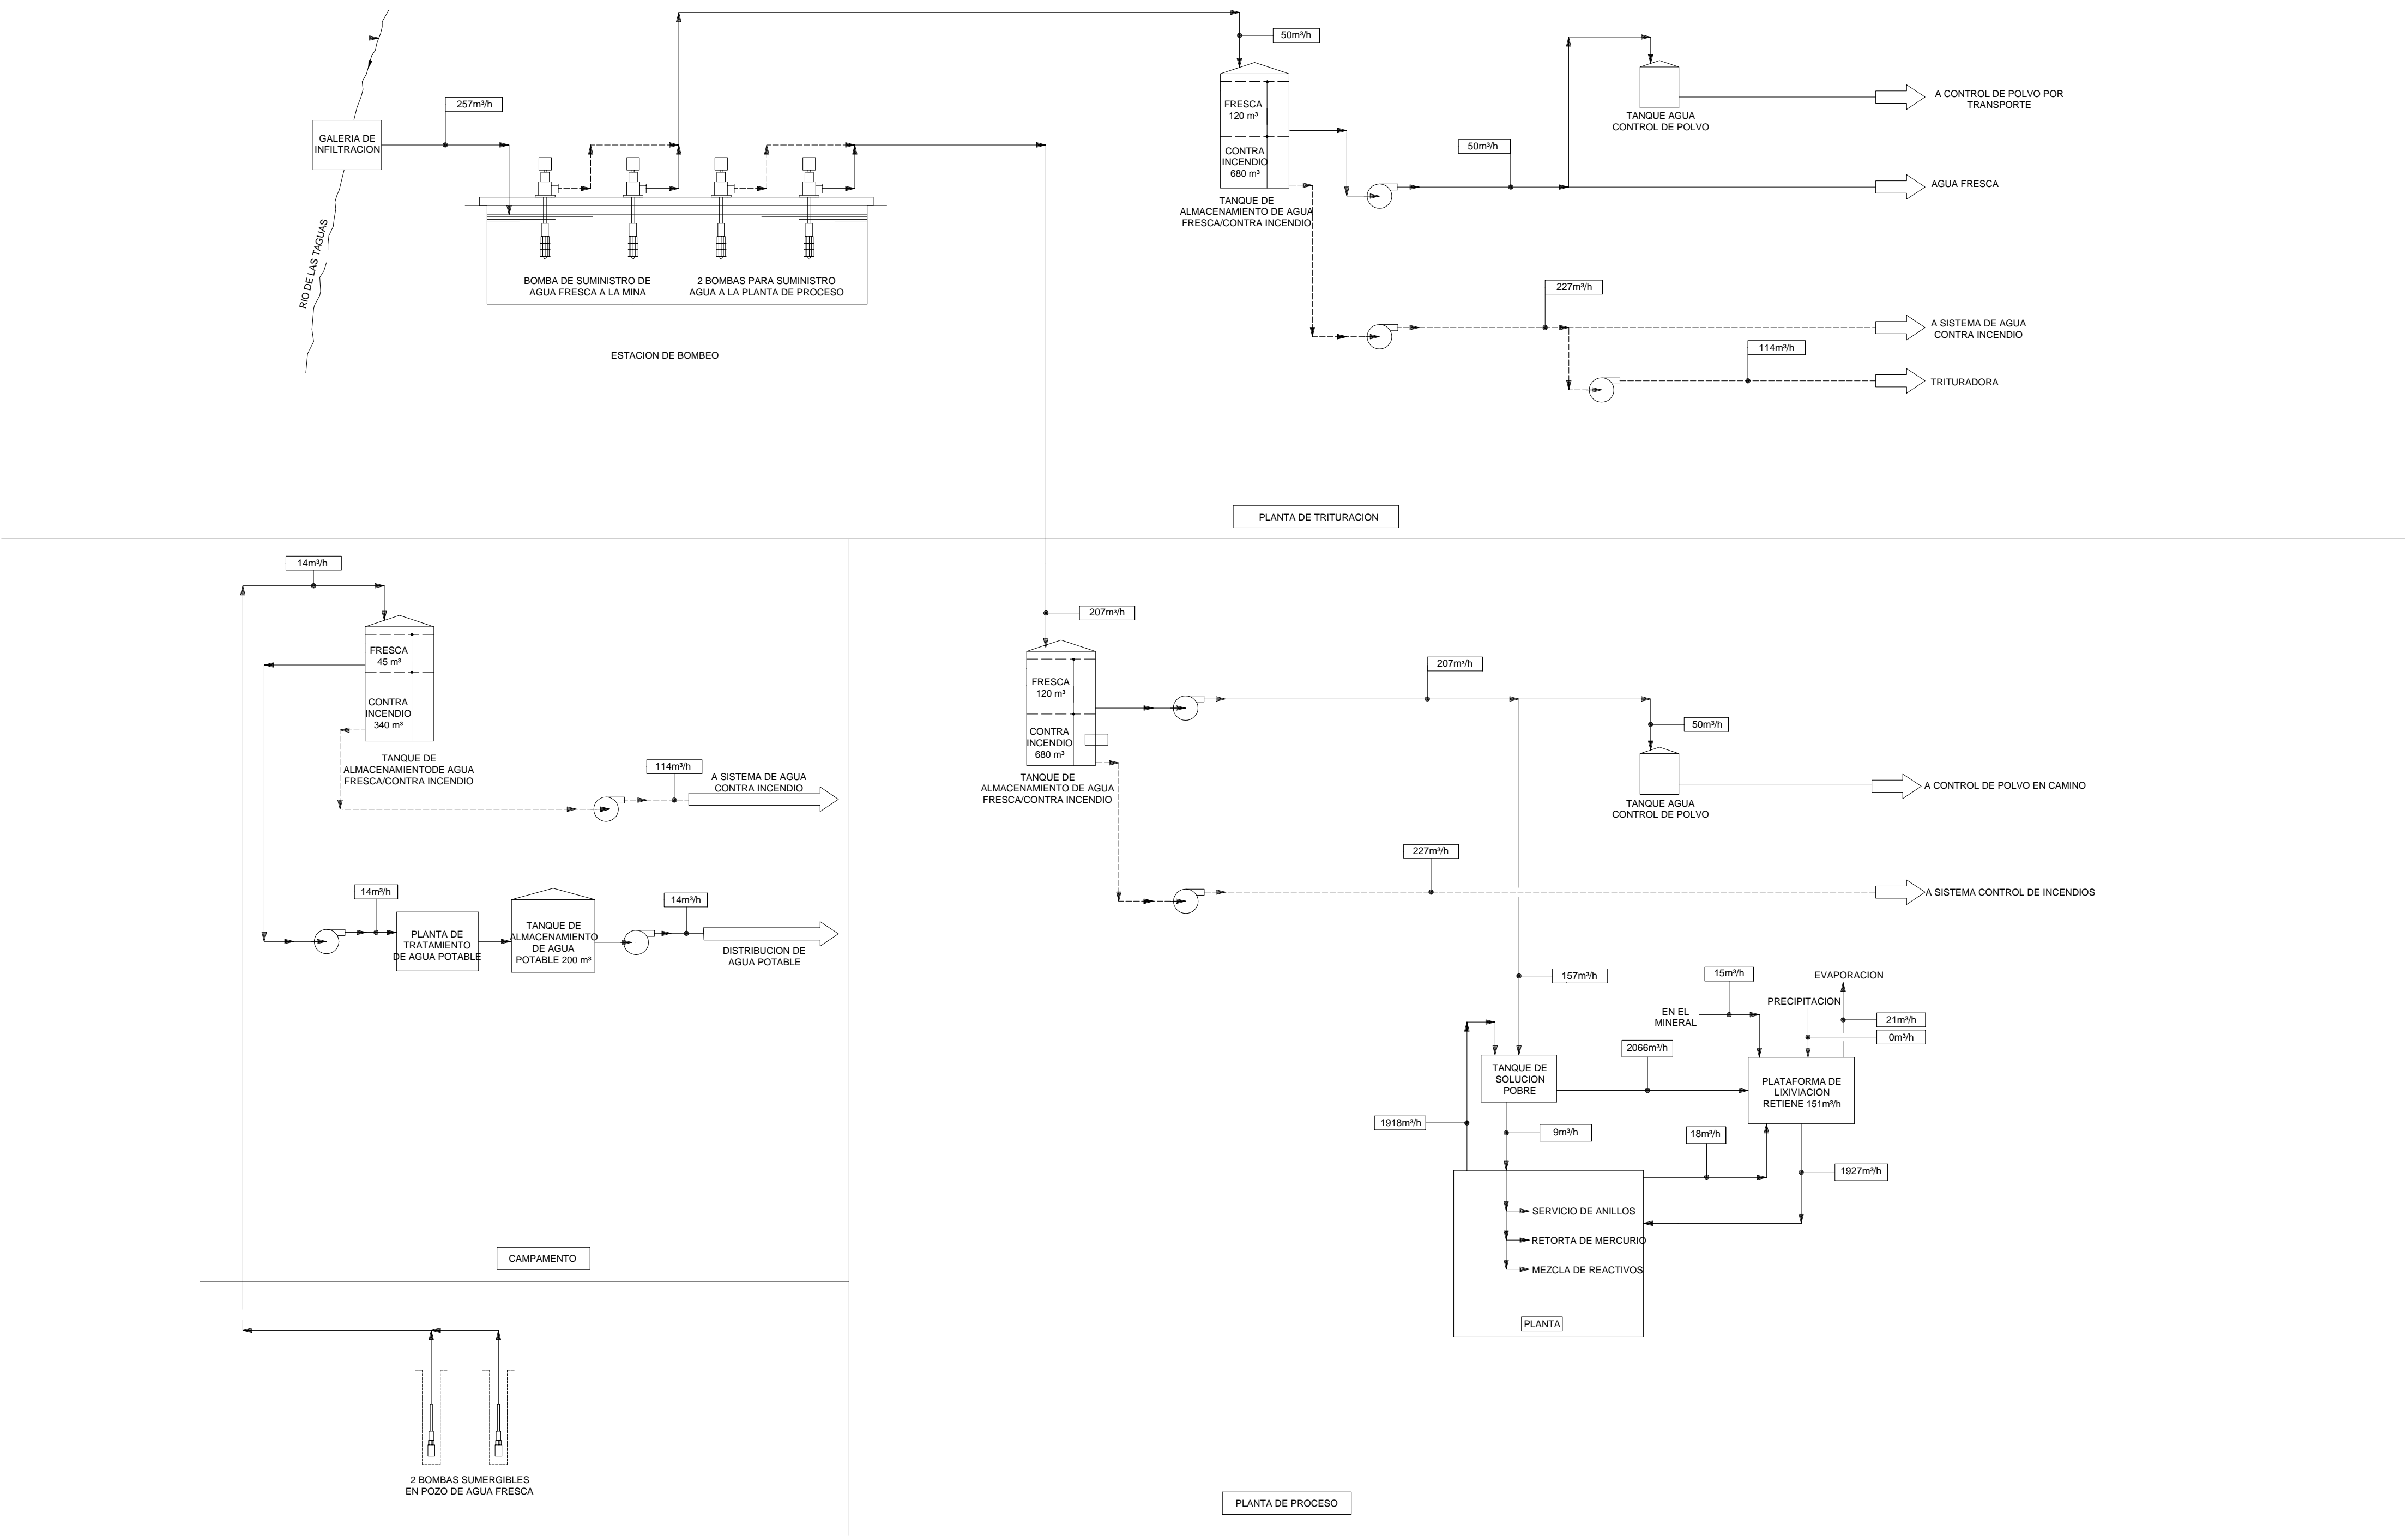 50m³/h
257m³/h
GALERIA DE
INFILTRACION
RIO DE LAS TAGUAS
BOMBA DE SUMINISTRO DE
AGUA FRESCA A LA MINA
2 BOMBAS PARA SUMINISTRO
AGUA A LA PLANTA DE PROCESO
ESTACION DE BOMBEO
FRESCA
120 m³
CONTRA
INCENDIO
680 m³
TANQUE DE
ALMACENAMIENTO DE AGUA
FRESCA/CONTRA INCENDIO
50m³/h
TANQUE AGUA
CONTROL DE POLVO
A CONTROL DE POLVO POR
TRANSPORTE
AGUA FRESCA
227m³/h
A SISTEMA DE AGUA
CONTRA INCENDIO
114m³/h
TRITURADORA
PLANTA DE TRITURACION
14m³/h
FRESCA
45 m³
CONTRA
INCENDIO
340 m³
TANQUE DE
ALMACENAMIENTODE AGUA
FRESCA/CONTRA INCENDIO
114m³/h
A SISTEMA DE AGUA
CONTRA INCENDIO
14m³/h
PLANTA DE
TRATAMIENTO
DE AGUA POTABLE
TANQUE DE
ALMACENAMIENTO
DE AGUA
POTABLE 200 m³
14m³/h
DISTRIBUCION DE
AGUA POTABLE
CAMPAMENTO
2 BOMBAS SUMERGIBLES
EN POZO DE AGUA FRESCA
207m³/h
FRESCA
120 m³
CONTRA
INCENDIO
680 m³
TANQUE DE
ALMACENAMIENTO DE AGUA
FRESCA/CONTRA INCENDIO
207m³/h
50m³/h
TANQUE AGUA
CONTROL DE POLVO
A CONTROL DE POLVO EN CAMINO
227m³/h
A SISTEMA CONTROL DE INCENDIOS
157m³/h
15m³/h
EVAPORACION
PRECIPITACION
EN EL
MINERAL
21m³/h
0m³/h
2066m³/h
TANQUE DE
SOLUCION
POBRE
PLATAFORMA DE
LIXIVIACION
RETIENE 151m³/h
1918m³/h
9m³/h
18m³/h
1927m³/h
SERVICIO DE ANILLOS
RETORTA DE MERCURIO
MEZCLA DE REACTIVOS
PLANTA
PLANTA DE PROCESO